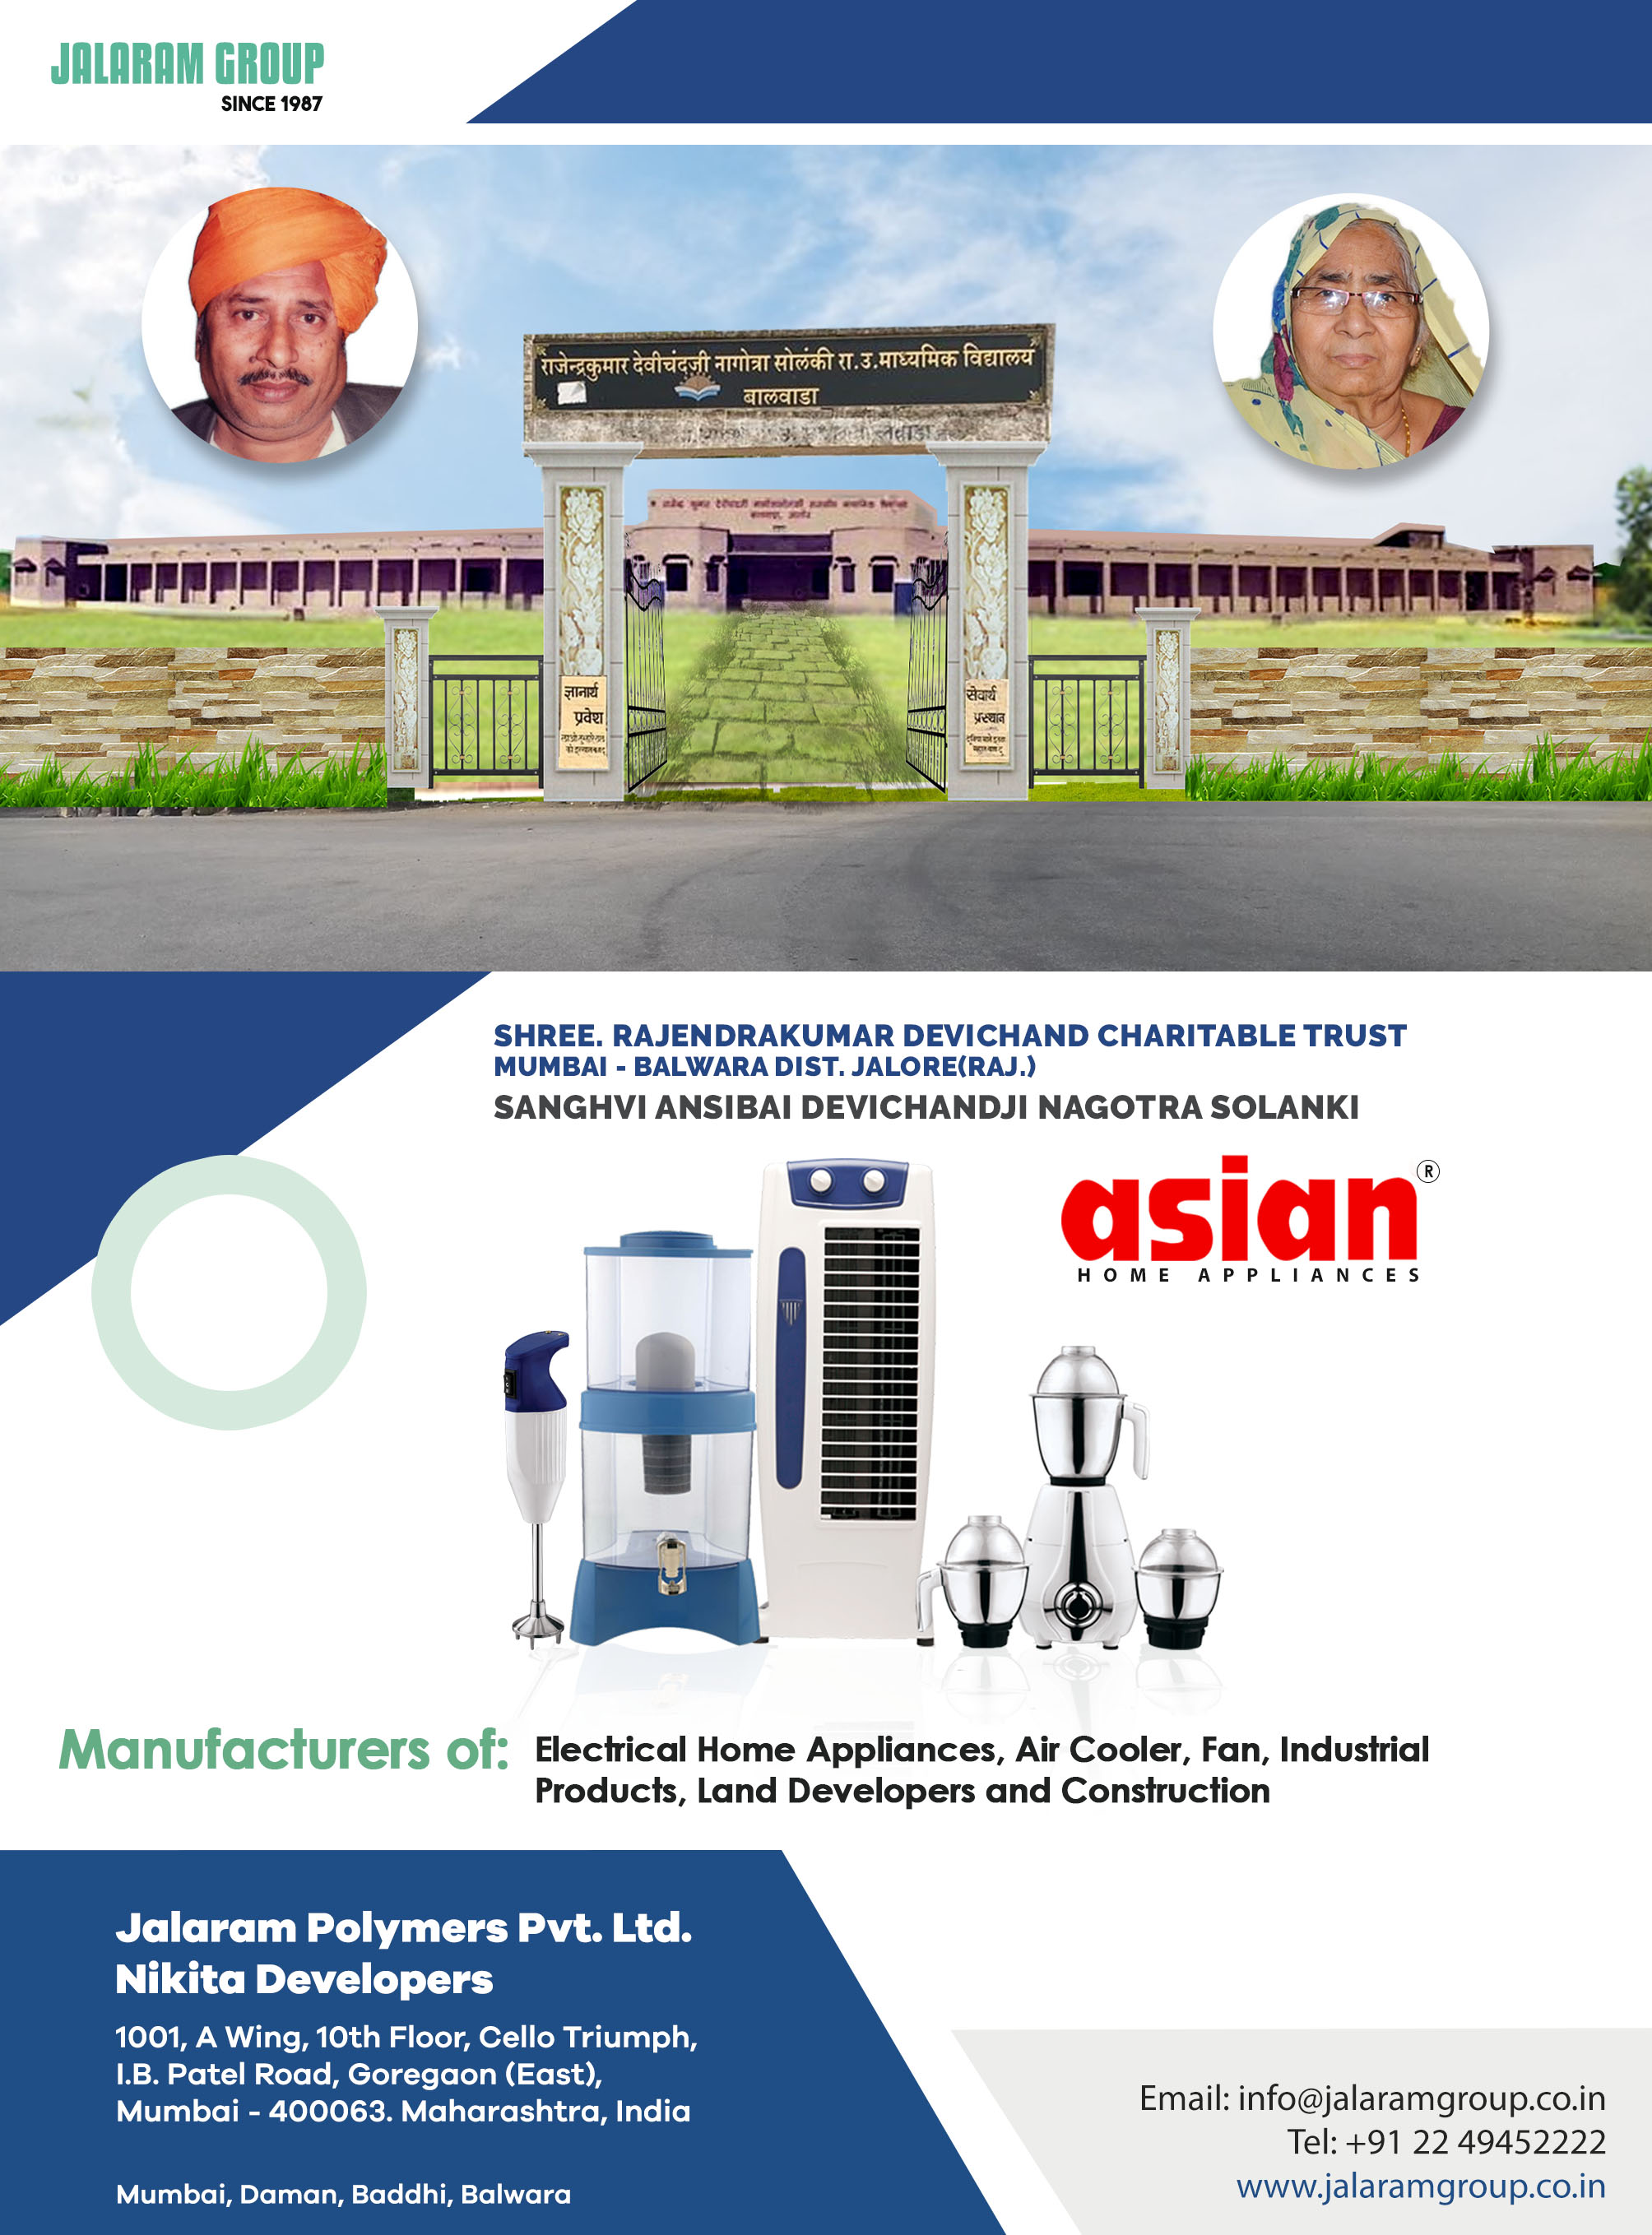 JALARAM GROUP
SINCE 1987
राजेन्द्रकुमार देवीचंदजी नागोत्रा सोलंकी रा.उ.माध्यमिक विद्यालय
बालवाडा
ज्ञानार्थ
प्रवेश
सेवार्थ
प्रस्थान
SHREE. RAJENDRAKUMAR DEVICHAND CHARITABLE TRUST
MUMBAI - BALWARA DIST. JALORE(RAJ.)
SANGHVI ANSIBAI DEVICHANDJI NAGOTRA SOLANKI
asian®
HOME APPLIANCES
Manufacturers of: Electrical Home Appliances, Air Cooler, Fan, Industrial
Products, Land Developers and Construction
Jalaram Polymers Pvt. Ltd.
Nikita Developers
1001, A Wing, 10th Floor, Cello Triumph,
I.B. Patel Road, Goregaon (East),
Mumbai - 400063. Maharashtra, India
Mumbai, Daman, Baddhi, Balwara
Email: info@jalaramgroup.co.in
Tel: +91 22 49452222
www.jalaramgroup.co.in